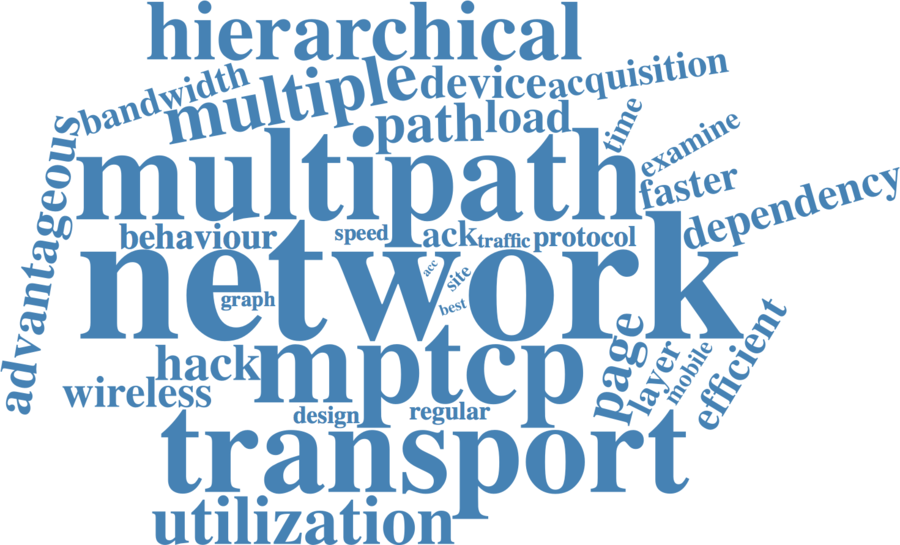 hierarchical
bandwidth
multiple
device
acquisition
path
load
time
examine
advantageous
multipath
faster
dependency
behaviour
speed
ack
traffic
protocol
network
acc
site
graph
best
hack
mptcp
page
layer
mobile
efficient
wireless
design
regular
transport
utilization